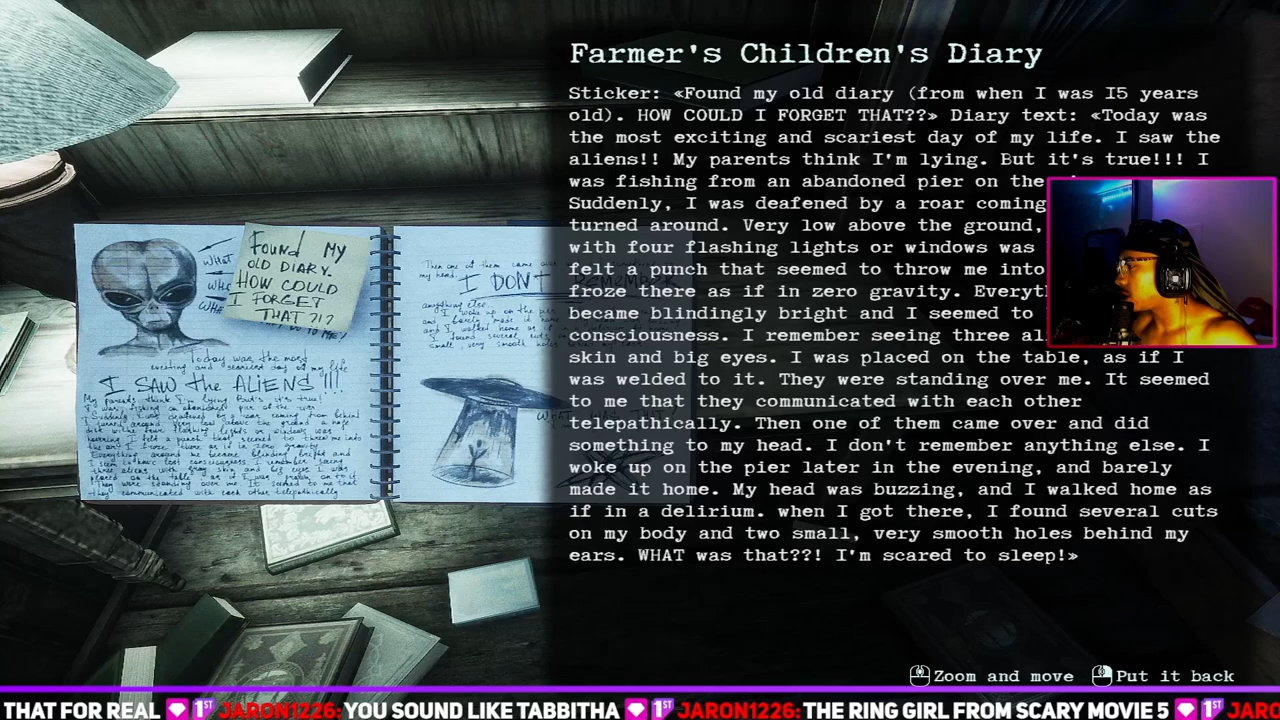 Farmer's Children's Diary
Sticker: «Found my old diary (from when I was I5 years
old). HOW COULD I FORGET THAT??» Diary text: «Today was
the most exciting and scariest day of my life. I saw the
aliens!! My parents think I'm lying. But it's true!!! I
was fishing from an abandoned pier on the
Suddenly, I was deafened by a roar coming
turned around. Very low above the ground,
with four flashing lights or windows was
felt a punch that seemed to throw me into
froze there as if in zero gravity.
became blindingly bright and I seemed to
consciousness. I remember seeing three
skin and big eyes. I was placed on the table, as if I
was welded to it. They were standing over me. It seemed
to me that they communicated with each other
telepathically. Then one of them came over and did
something to my head. I don't remember anything else. I
woke up on the pier later in the evening, and barely
made it home. My head was buzzing, and I walked home as
if in a delirium. when I got there, I found several cuts
on my body and two small, very smooth holes behind my
ears. WHAT was that??! I'm scared to sleep!»
FOUND MY
OLD DIARY.
HOW COULD
I FORGET
THAT?!?
Today was the most
exciting and scariest day of my life
I SAW the ALIENS!!!
I DON'T REMEMBER
anything else.
Zoom and move
Put it back
THAT FOR REAL 1ST JARON1226: YOU SOUND LIKE TABBITHA 1ST JARON1226: THE RING GIRL FROM SCARY MOVIE 5 1ST